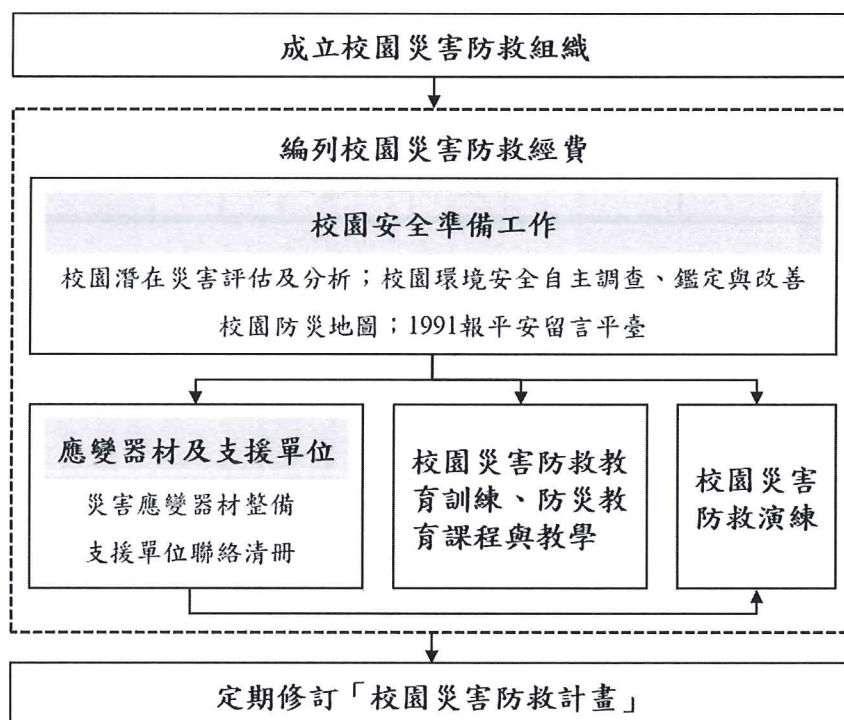 成立校園災害防救組織
編列校園災害防救經費
校園安全準備工作
校園潛在災害評估及分析；校園環境安全自主調查、鑑定與改善
校園防災地圖；1991報平安留言平臺
應變器材及支援單位
災害應變器材整備
支援單位聯絡清冊
校園災害防救教
育訓練、防災教
育課程與教學
校園災害
防救演練
定期修訂「校園災害防救計畫」